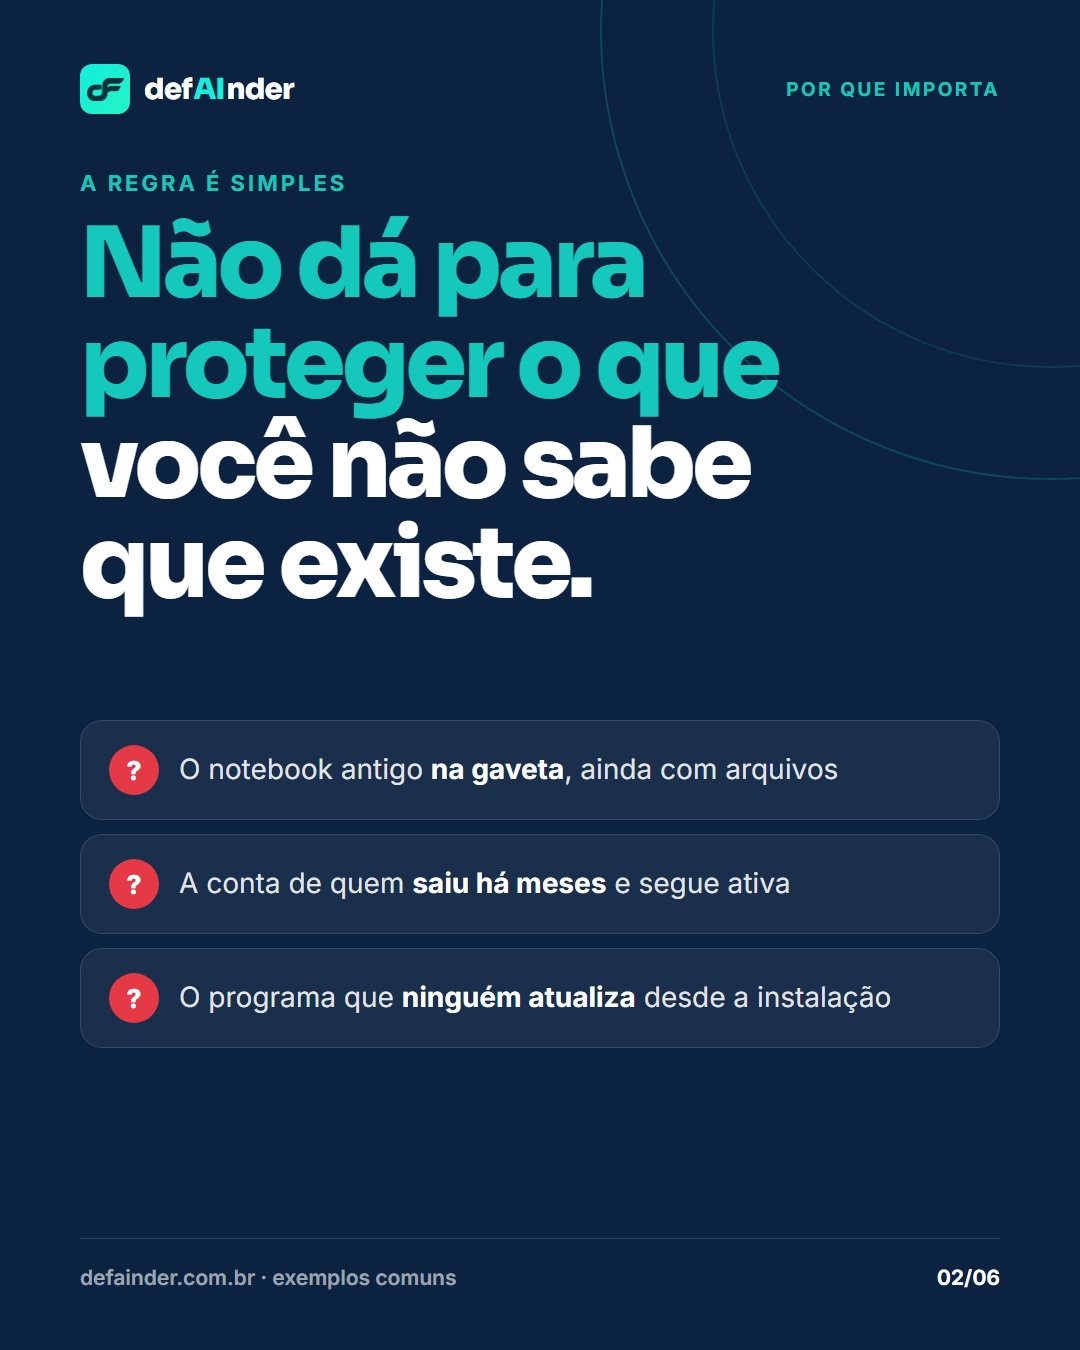 defAInder
POR QUE IMPORTA
A REGRA É SIMPLES
Não dá para
proteger o que
você não sabe
que existe.
? O notebook antigo na gaveta, ainda com arquivos
? A conta de quem saiu há meses e segue ativa
? O programa que ninguém atualiza desde a instalação
defainder.com.br · exemplos comuns
02/06